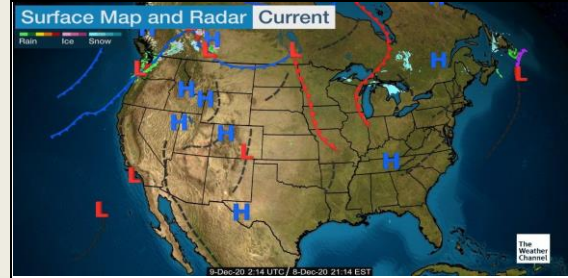 Surface Map and Radar Current
Rain Ice Snow
H H
L L L
H
L
H
H
H
H
L
H
L
H
L
The
Weather
Channel
9-Dec-20 2:14 UTC / 8-Dec-20 21:14 EST